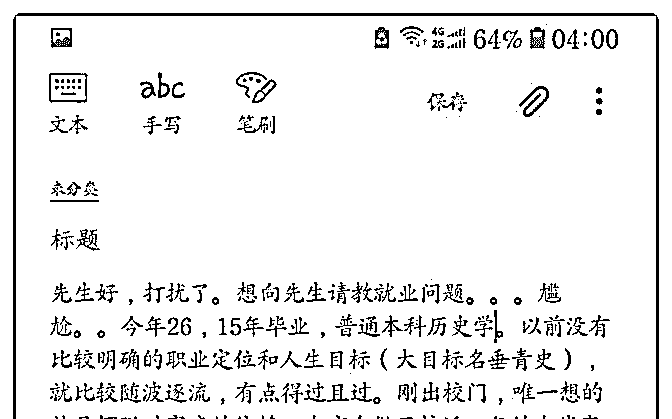 4G 2G 64% 04:00
abc
文本 手写 笔刷 保存
未分类
标题
先生好，打扰了。想向先生请教就业问题。。。尴
尬。。今年26，15年毕业，普通本科历史学。以前没有
比较明确的职业定位和人生目标（大目标名垂青史），
就比较随波逐流，有点得过且过。刚出校门，唯一想的